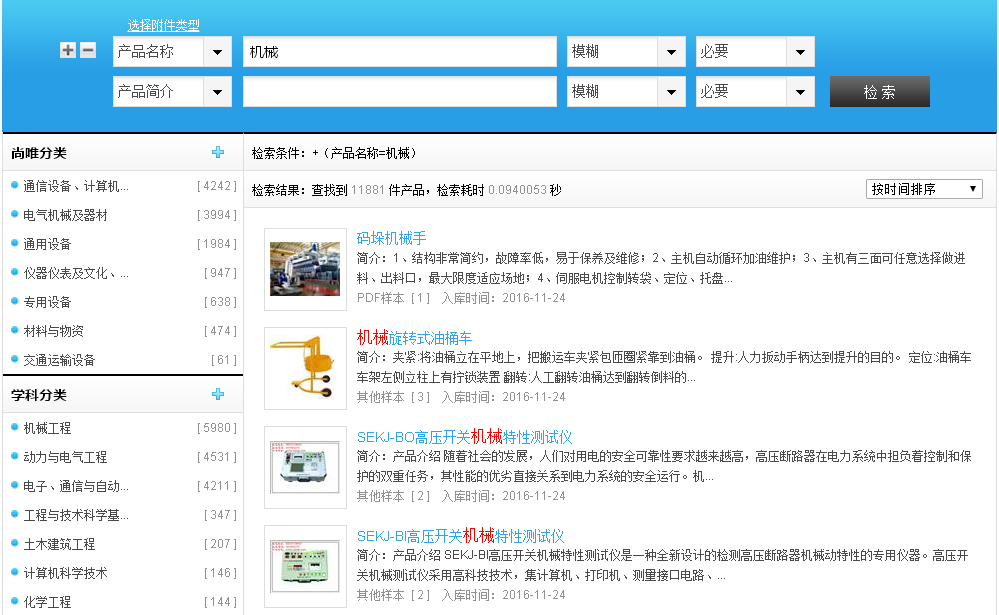 选择附件类型
产品名称 机械 模糊 必要
产品简介 模糊 必要 检 索
尚唯分类
通信设备、计算机... [4242]
电气机械及器材 [3994]
通用设备 [1984]
仪器仪表及文化、... [947]
专用设备 [638]
材料与物资 [474]
交通运输设备 [61]
学科分类
机械工程 [5980]
动力与电气工程 [4531]
电子、通信与自动... [4211]
工程与技术科学基... [347]
土木建筑工程 [207]
计算机科学技术 [146]
化学工程 [144]
检索条件：+（产品名称=机械）
检索结果：查找到 11881 件产品，检索耗时 0.0940053 秒 按时间排序
码垛机械手
简介：1、结构非常简约，故障率低，易于保养及维修；2、主机自动循环加油维护；3、主机有三面可任意选择做进
料、出料口，最大限度适应场地；4、伺服电机控制转袋、定位、托盘...
PDF样本 [1] 入库时间：2016-11-24
机械旋转式油桶车
简介：夹紧:将油桶立在平地上，把搬运车夹紧包匝圈紧靠到油桶。 提升:人力扳动手柄达到提升的目的。 定位:油桶车
车架左侧立柱上有拧锁装置 翻转:人工翻转油桶达到翻转倒料的...
其他样本 [3] 入库时间：2016-11-24
SEKJ-BO高压开关机械特性测试仪
简介：产品介绍 随着社会的发展，人们对用电的安全可靠性要求越来越高，高压断路器在电力系统中担负着控制和保
护的双重任务，其性能的优劣直接关系到电力系统的安全运行。机...
其他样本 [2] 入库时间：2016-11-24
SEKJ-BI高压开关机械特性测试仪
简介：产品介绍 SEKJ-BI高压开关机械特性测试仪是一种全新设计的检测高压断路器机械动特性的专用仪器。高压开
关机械测试仪采用高科技技术，集计算机、打印机、测量接口电路、...
其他样本 [2] 入库时间：2016-11-24